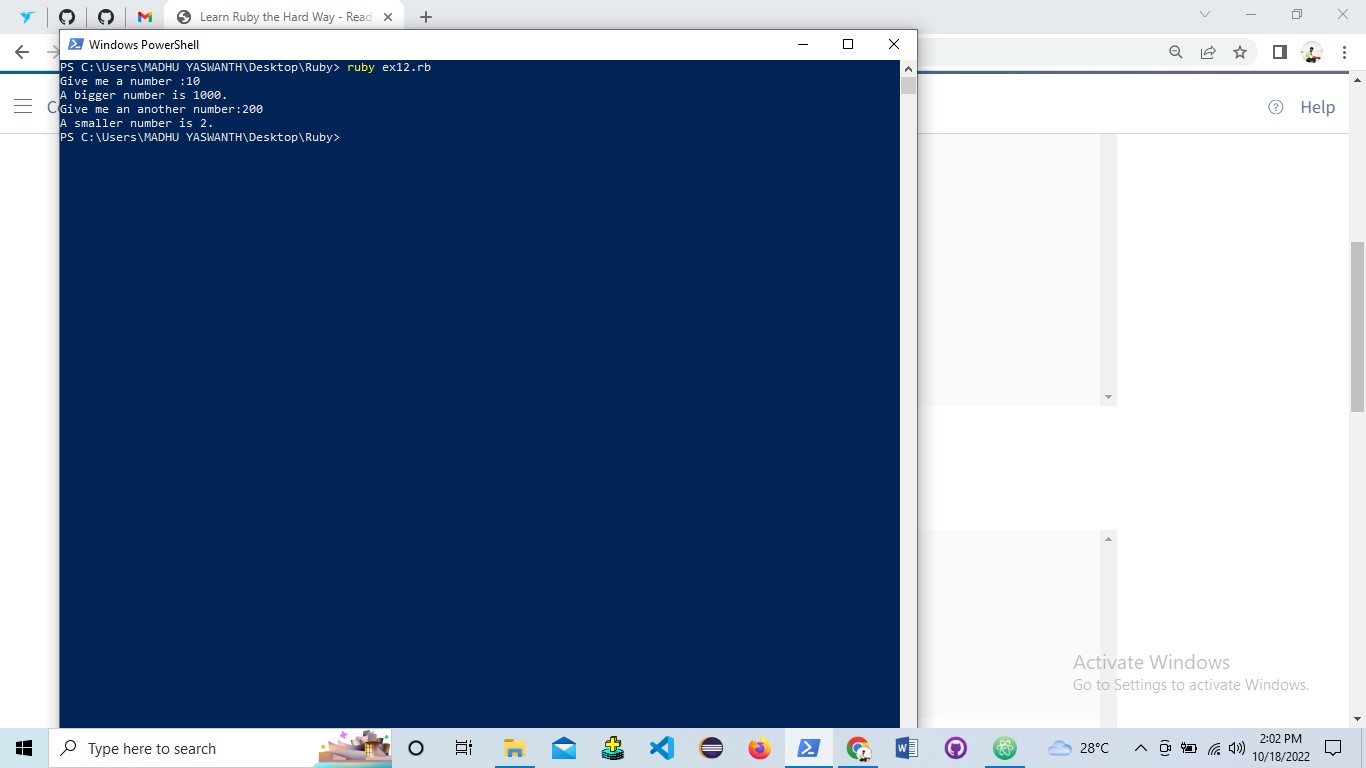 Learn Ruby the Hard Way - Read
Windows PowerShell
PS C:\Users\MADHU YASWANTH\Desktop\Ruby> ruby ex12.rb
Give me a number :10
A bigger number is 1000.
Give me an another number:200
A smaller number is 2.
PS C:\Users\MADHU YASWANTH\Desktop\Ruby>
C
Help
Activate Windows
Go to Settings to activate Windows.
Type here to search
28°C
2:02 PM
10/18/2022